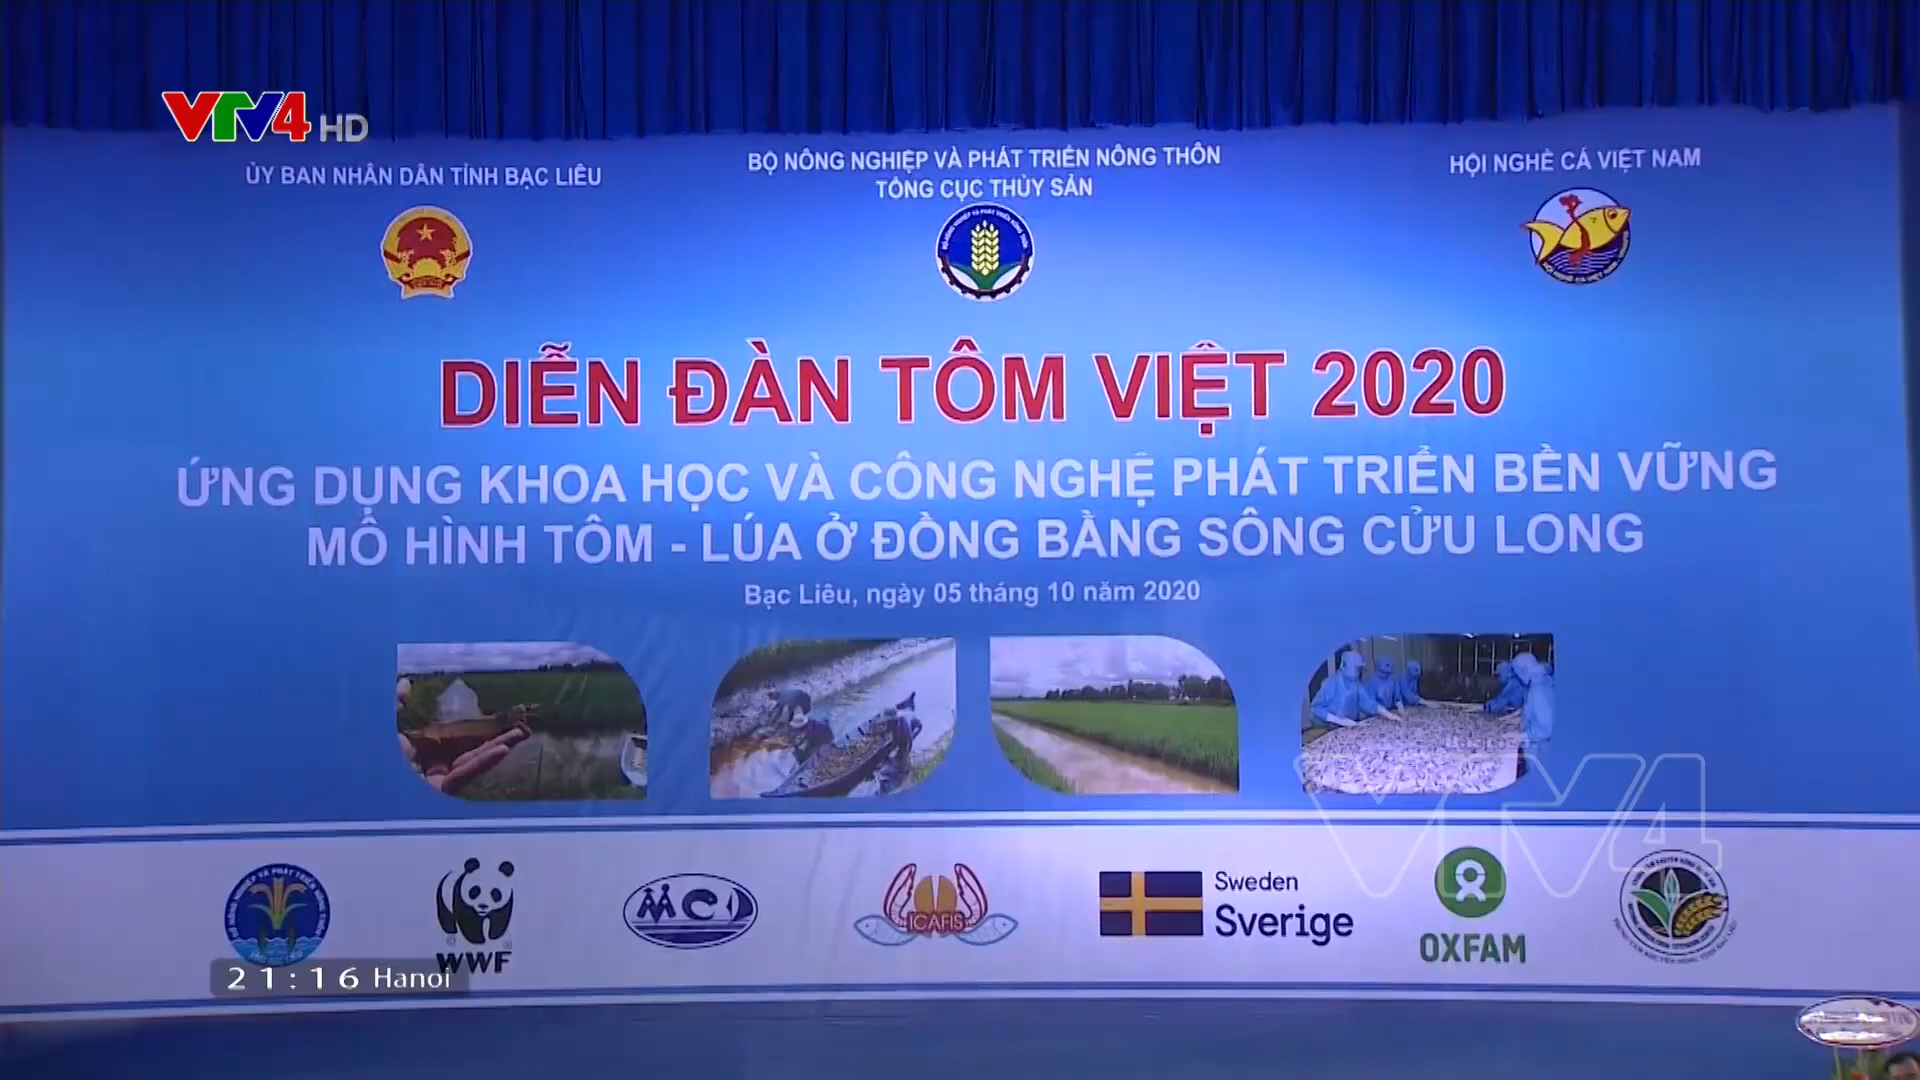 VTV4 HD
ỦY BAN NHÂN DÂN TỈNH BẠC LIÊU
BỘ NÔNG NGHIỆP VÀ PHÁT TRIỂN NÔNG THÔN
TỔNG CỤC THỦY SẢN
HỘI NGHỀ CÁ VIỆT NAM
DIỄN ĐÀN TÔM VIỆT 2020
ỨNG DỤNG KHOA HỌC VÀ CÔNG NGHỆ PHÁT TRIỂN BỀN VỮNG
MÔ HÌNH TÔM - LÚA Ở ĐỒNG BẰNG SÔNG CỬU LONG
Bạc Liêu, ngày 05 tháng 10 năm 2020
VTV4
WWF
MCD
ICAFIS
Sweden
Sverige
OXFAM
21:16 Hanoi